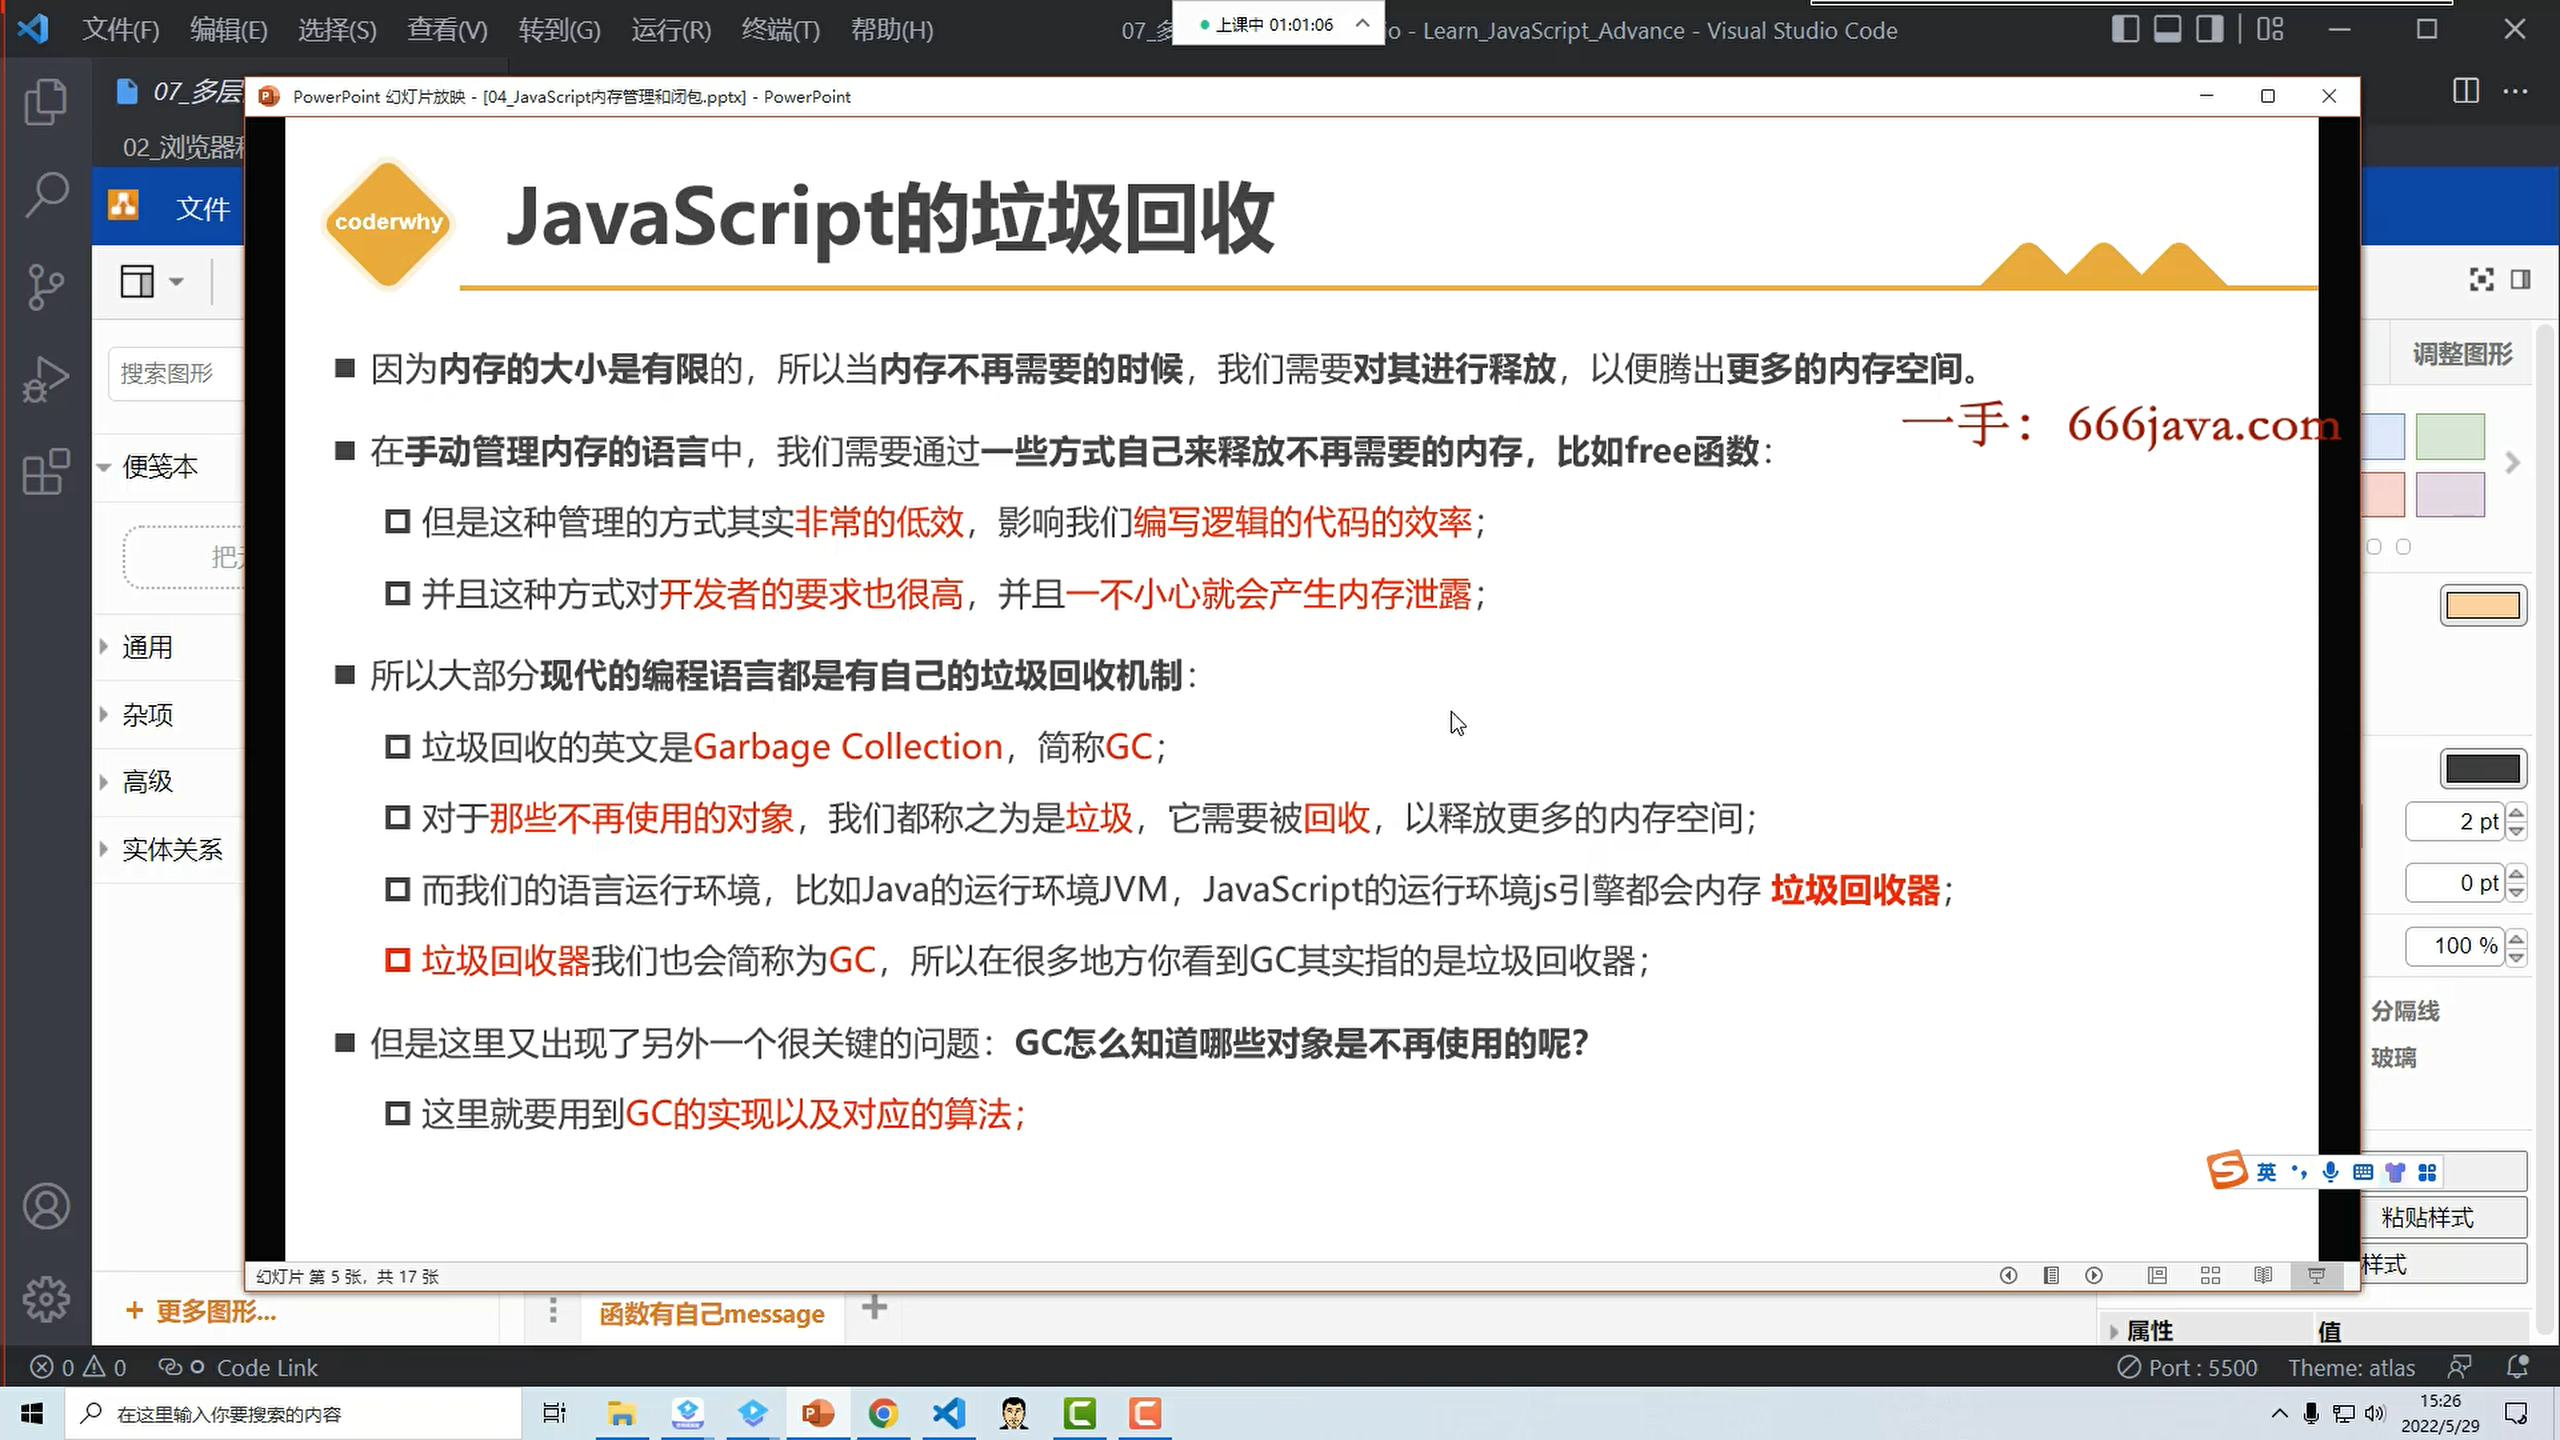 文件(F) 编辑(E) 选择(S) 查看(V) 转到(G) 运行(R) 终端(T) 帮助(H)
上课中 01:01:06
- Learn_JavaScript_Advance - Visual Studio Code
07_多层
PowerPoint 幻灯片放映 - [04_JavaScript内存管理和闭包.pptx] - PowerPoint
02_浏览器
文件
coderwhy
JavaScript的垃圾回收
搜索图形
调整图形
因为内存的大小是有限的，所以当内存不再需要的时候，我们需要对其进行释放，以便腾出更多的内存空间。
一手： 666java.com
在手动管理内存的语言中，我们需要通过一些方式自己来释放不再需要的内存，比如free函数：
便笺本
但是这种管理的方式其实非常的低效，影响我们编写逻辑的代码的效率；
把
并且这种方式对开发者的要求也很高，并且一不小心就会产生内存泄露；
通用
所以大部分现代的编程语言都是有自己的垃圾回收机制：
杂项
垃圾回收的英文是Garbage Collection，简称GC；
高级
对于那些不再使用的对象，我们都称之为是垃圾，它需要被回收，以释放更多的内存空间；
2 pt
实体关系
而我们的语言运行环境，比如Java的运行环境JVM，JavaScript的运行环境js引擎都会内存 垃圾回收器；
0 pt
垃圾回收器我们也会简称为GC，所以在很多地方你看到GC其实指的是垃圾回收器；
100 %
分隔线
但是这里又出现了另外一个很关键的问题：GC怎么知道哪些对象是不再使用的呢？
玻璃
这里就要用到GC的实现以及对应的算法；
英
粘贴样式
样式
幻灯片 第 5 张，共 17 张
+ 更多图形...
函数有自己message
属性
值
0 0 Code Link
Port : 5500 Theme: atlas
在这里输入你要搜索的内容
15:26
2022/5/29